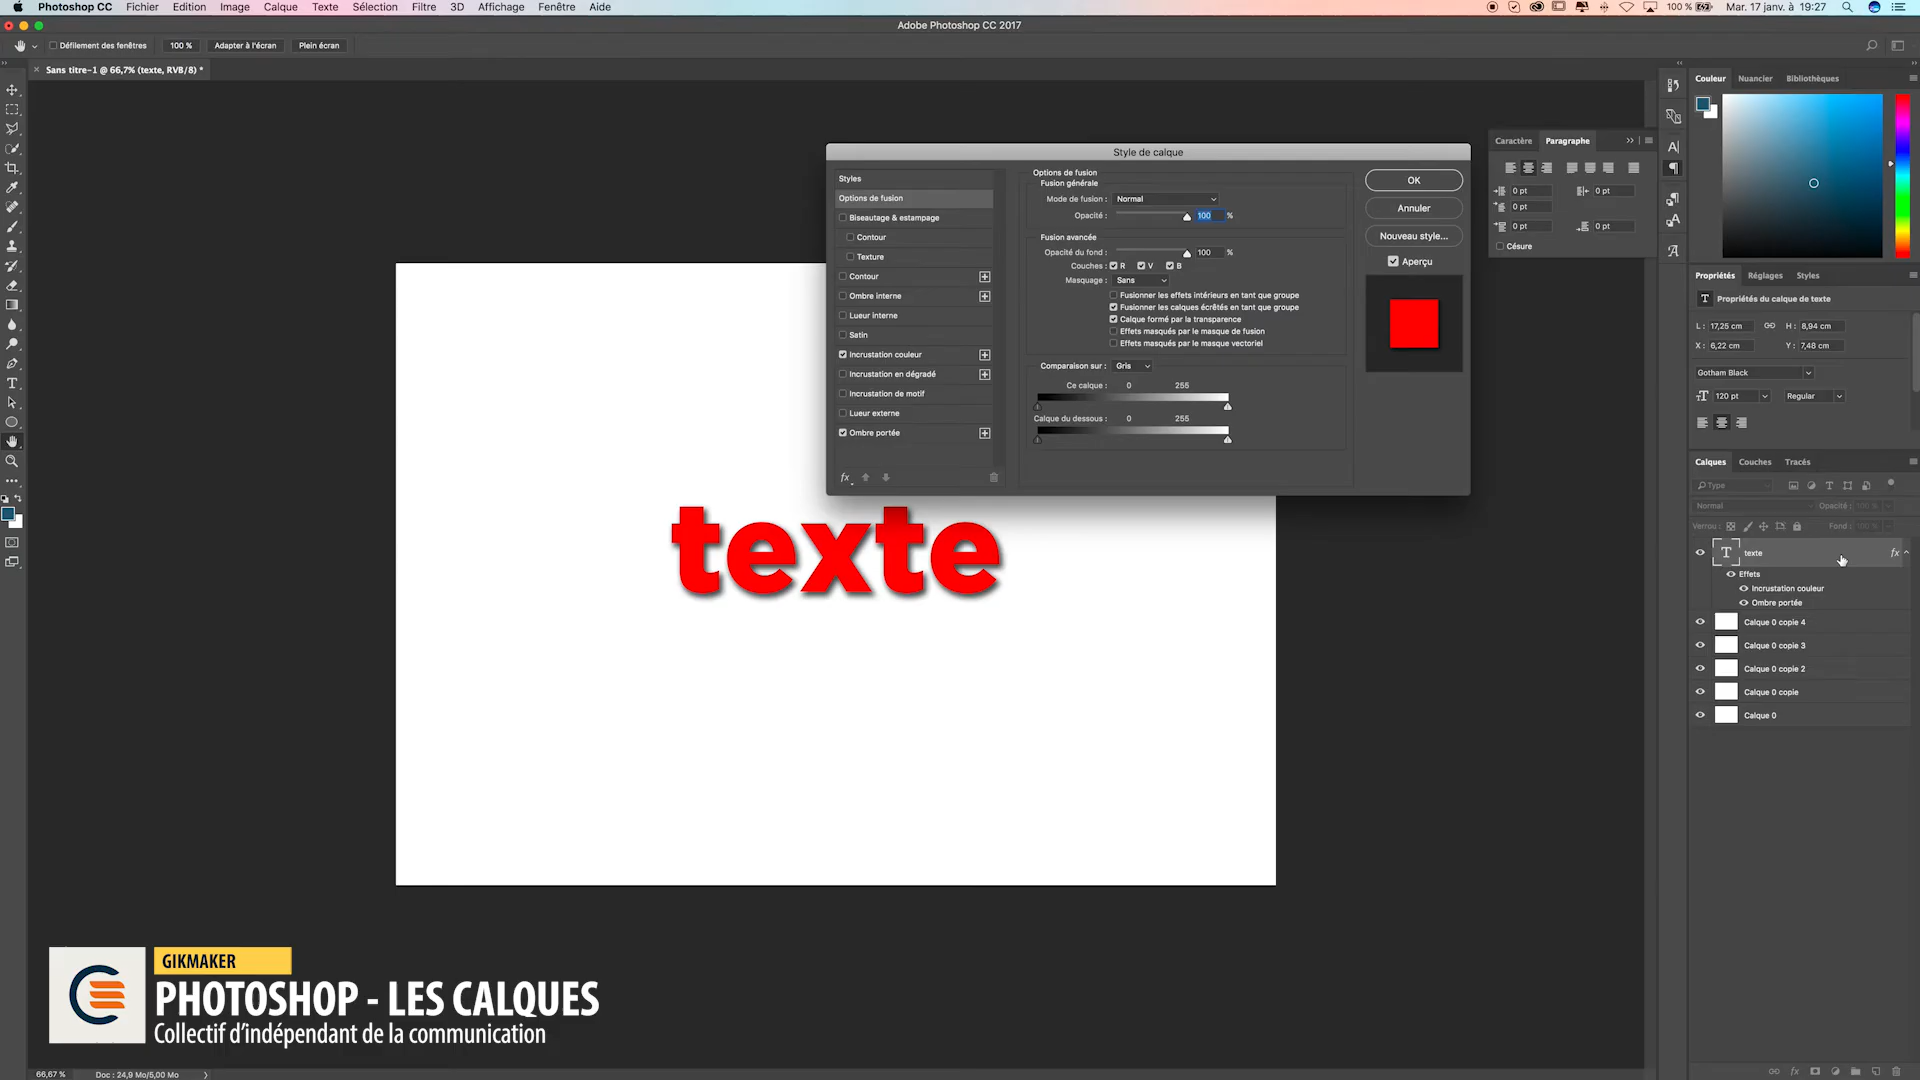 Photoshop CC Fichier Edition Image Calque Texte Sélection Filtre 3D Affichage Fenêtre Aide
100 % Mar. 17 janv. à 19:27
Adobe Photoshop CC 2017
Défilement des fenêtres 100 % Adapter à l'écran Plein écran
Sans titre-1 @ 66,7% (texte, RVB/8) *
Couleur Nuancier Bibliothèques
Caractère Paragraphe
0 pt 0 pt
0 pt
0 pt 0 pt
Césure
Style de calque
Styles
Options de fusion
Biseautage & estampage
Contour
Texture
Contour
Ombre interne
Lueur interne
Satin
Incrustation couleur
Incrustation en dégradé
Incrustation de motif
Lueur externe
Ombre portée
fx
Options de fusion
Fusion générale
Mode de fusion : Normal
Opacité : 100 %
Fusion avancée
Opacité du fond : 100 %
Couches : R V B
Masquage : Sans
Fusionner les effets intérieurs en tant que groupe
Fusionner les calques écrêtés en tant que groupe
Calque formé par la transparence
Effets masqués par le masque de fusion
Effets masqués par le masque vectoriel
Comparaison sur : Gris
Ce calque : 0 255
Calque du dessous : 0 255
OK
Annuler
Nouveau style...
Aperçu
Propriétés Réglages Styles
Propriétés du calque de texte
L : 17,25 cm H : 8,94 cm
X : 6,22 cm Y : 7,48 cm
Gotham Black
120 pt Regular
Calques Couches Tracés
Type
Normal Opacité : 100 %
Verrou : Fond : 100 %
texte fx
Effets
Incrustation couleur
Ombre portée
Calque 0 copie 4
Calque 0 copie 3
Calque 0 copie 2
Calque 0 copie
Calque 0
texte
GIKMAKER
PHOTOSHOP - LES CALQUES
Collectif d'indépendant de la communication
66,67 % Doc : 24,9 Mo/5,00 Mo
fx